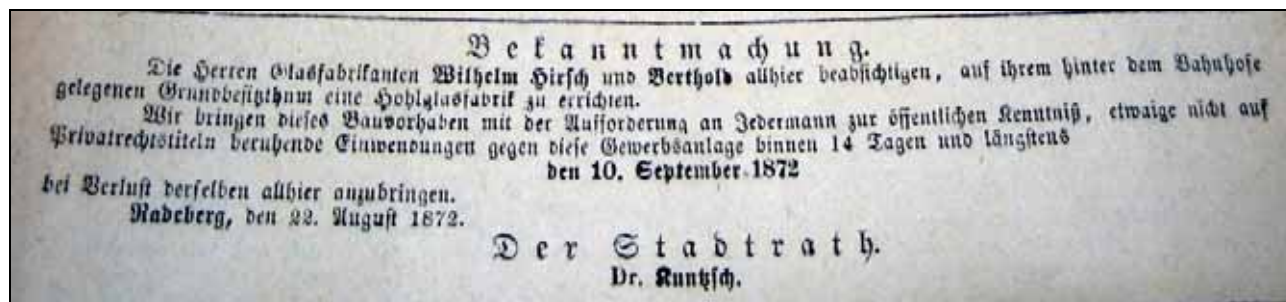 Bekanntmachung.
Die Herren Glasfabrikanten Wilhelm Hirsch und Berthold allhier beabsichtigen, auf ihrem hinter dem Bahnhofe
gelegenen Grundbesitzthum eine Hohlglasfabrik zu errichten.
Wir bringen dieses Bauvorhaben mit der Aufforderung an Jedermann zur öffentlichen Kenntniß, etwaige nicht auf
Privatrechtstiteln beruhende Einwendungen gegen diese Gewerbsanlage binnen 14 Tagen und längstens
den 10. September 1872
bei Verlust derselben allhier anzubringen.
Radeberg, den 22. August 1872.
Der Stadtrath.
Dr. Kuntzsch.